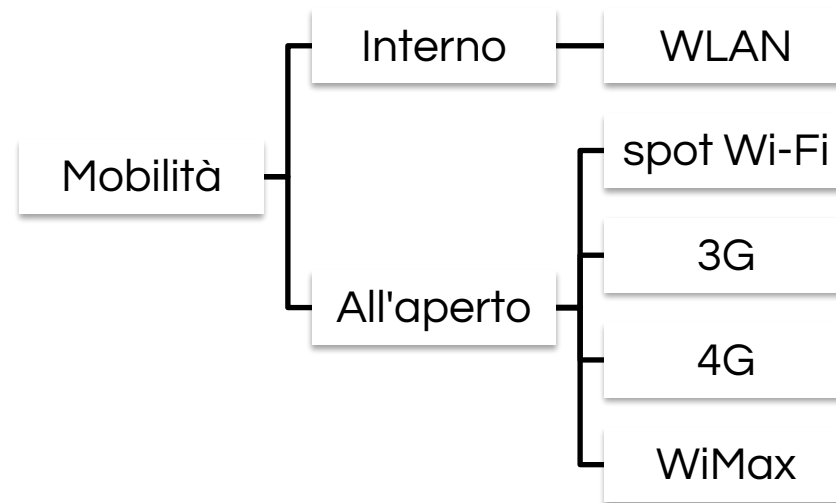 Mobilità
Interno
WLAN
All'aperto
spot Wi-Fi
3G
4G
WiMax